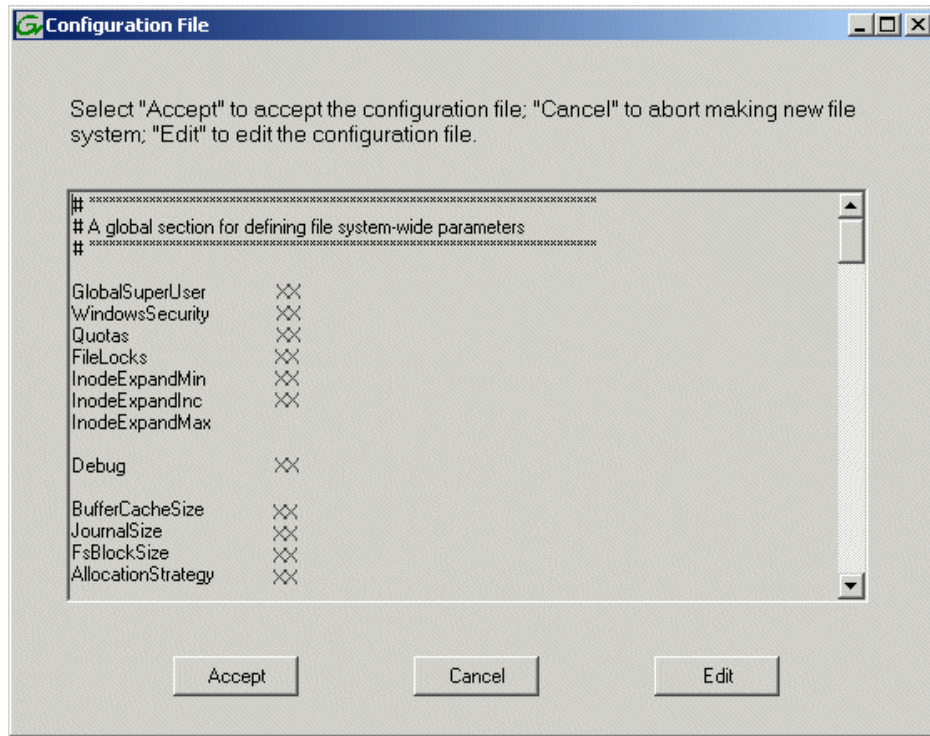 Configuration File
Select "Accept" to accept the configuration file; "Cancel" to abort making new file
system; "Edit" to edit the configuration file.
# ****************************************************************************
# A global section for defining file system-wide parameters
# ****************************************************************************
GlobalSuperUser XX
WindowsSecurity XX
Quotas XX
FileLocks XX
InodeExpandMin XX
InodeExpandInc XX
InodeExpandMax
Debug XX
BufferCacheSize XX
JournalSize XX
FsBlockSize XX
AllocationStrategy XX
Accept Cancel Edit